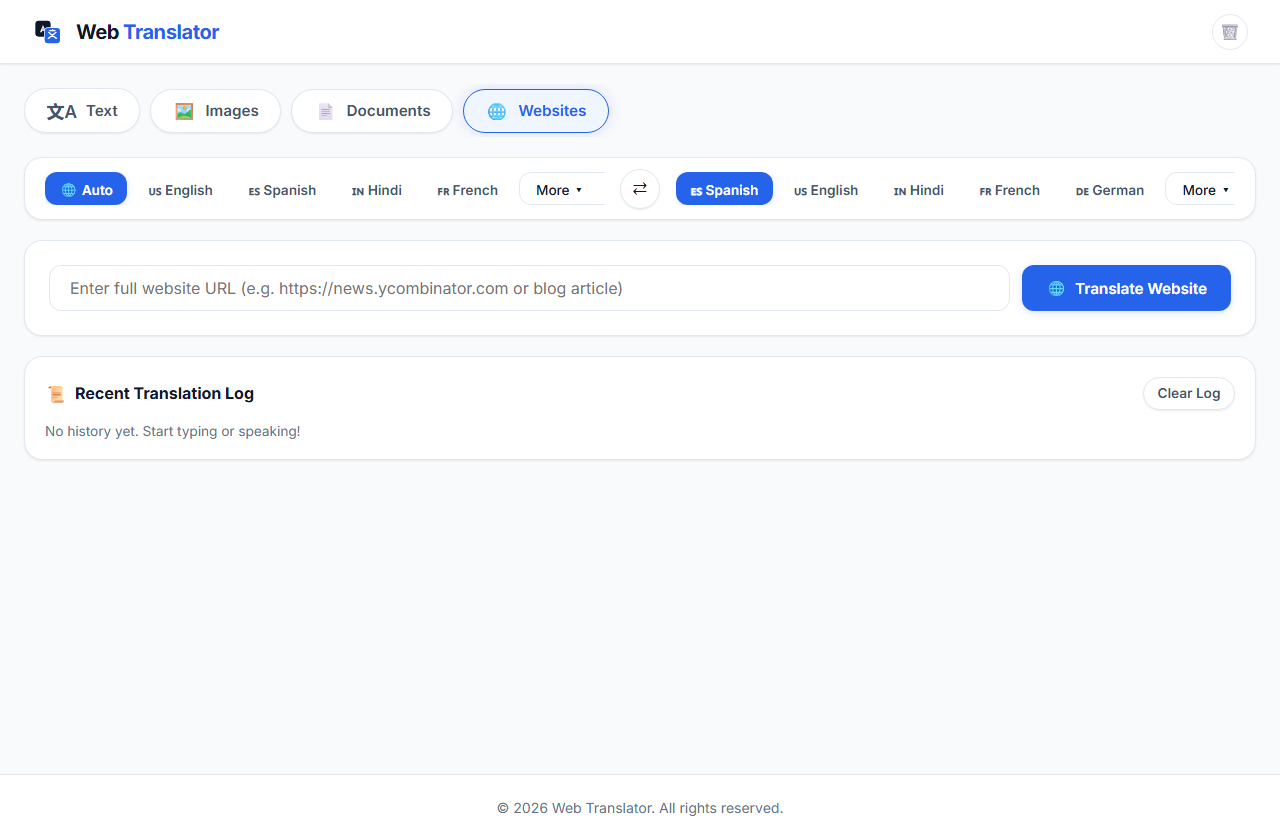 Web Translator
文A Text
Images
Documents
Websites
Auto
US English
ES Spanish
IN Hindi
FR French
More ▾
⇄
ES Spanish
US English
IN Hindi
FR French
DE German
More ▾
Enter full website URL (e.g. https://news.ycombinator.com or blog article)
Translate Website
Recent Translation Log
Clear Log
No history yet. Start typing or speaking!
© 2026 Web Translator. All rights reserved.